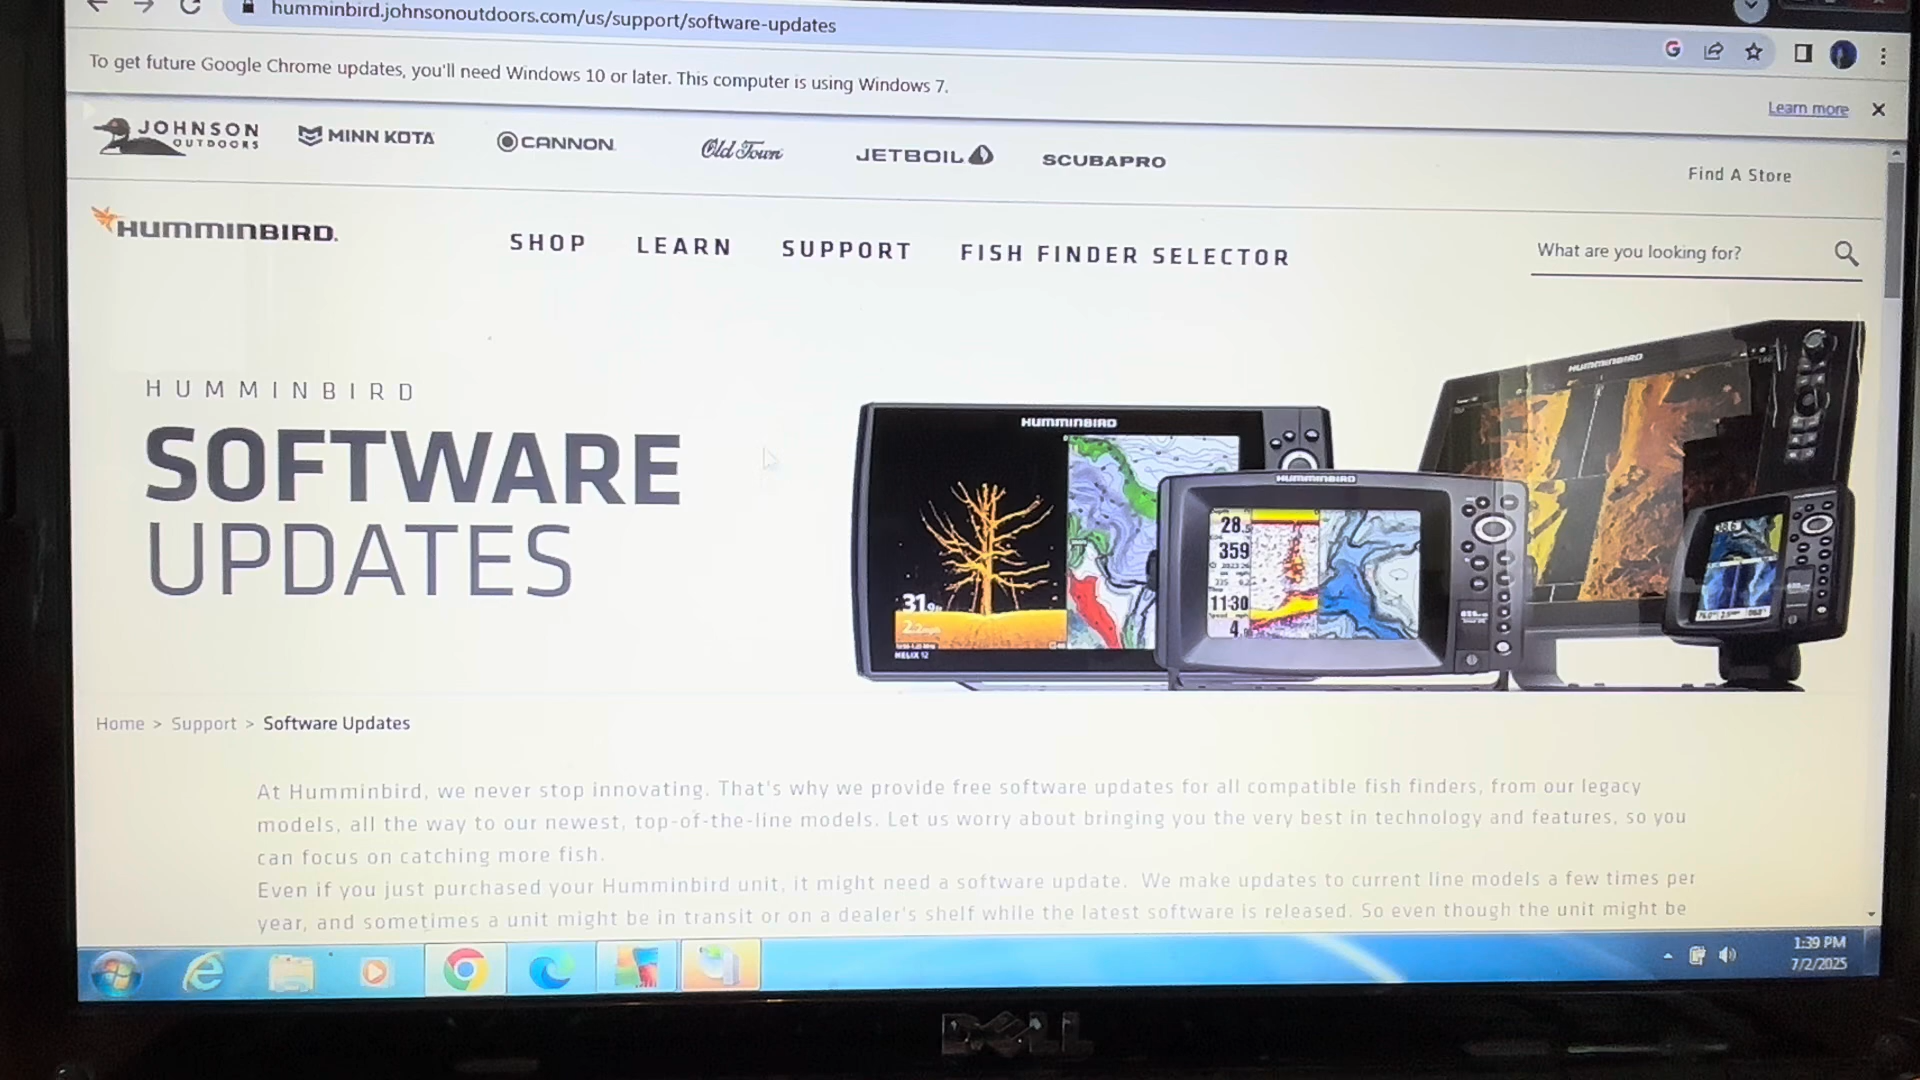 humminbird.johnsonoutdoors.com/us/support/software-updates
To get future Google Chrome updates, you'll need Windows 10 or later. This computer is using Windows 7.
Learn more
JOHNSON OUTDOORS
MINN KOTA
CANNON
Old Town
JETBOIL
SCUBAPRO
Find A Store
HUMMINBIRD.
SHOP
LEARN
SUPPORT
FISH FINDER SELECTOR
What are you looking for?
HUMMINBIRD
SOFTWARE
UPDATES
HUMMINBIRD
HUMMINBIRD
HUMMINBIRD
28.5
359
11:30
4
31.9
2.2mph
HELIX 12
Home > Support > Software Updates
At Humminbird, we never stop innovating. That's why we provide free software updates for all compatible fish finders, from our legacy
models, all the way to our newest, top-of-the-line models. Let us worry about bringing you the very best in technology and features, so you
can focus on catching more fish.
Even if you just purchased your Humminbird unit, it might need a software update. We make updates to current line models a few times per
year, and sometimes a unit might be in transit or on a dealer's shelf while the latest software is released. So even though the unit might be
1:39 PM
7/2/2025
DELL